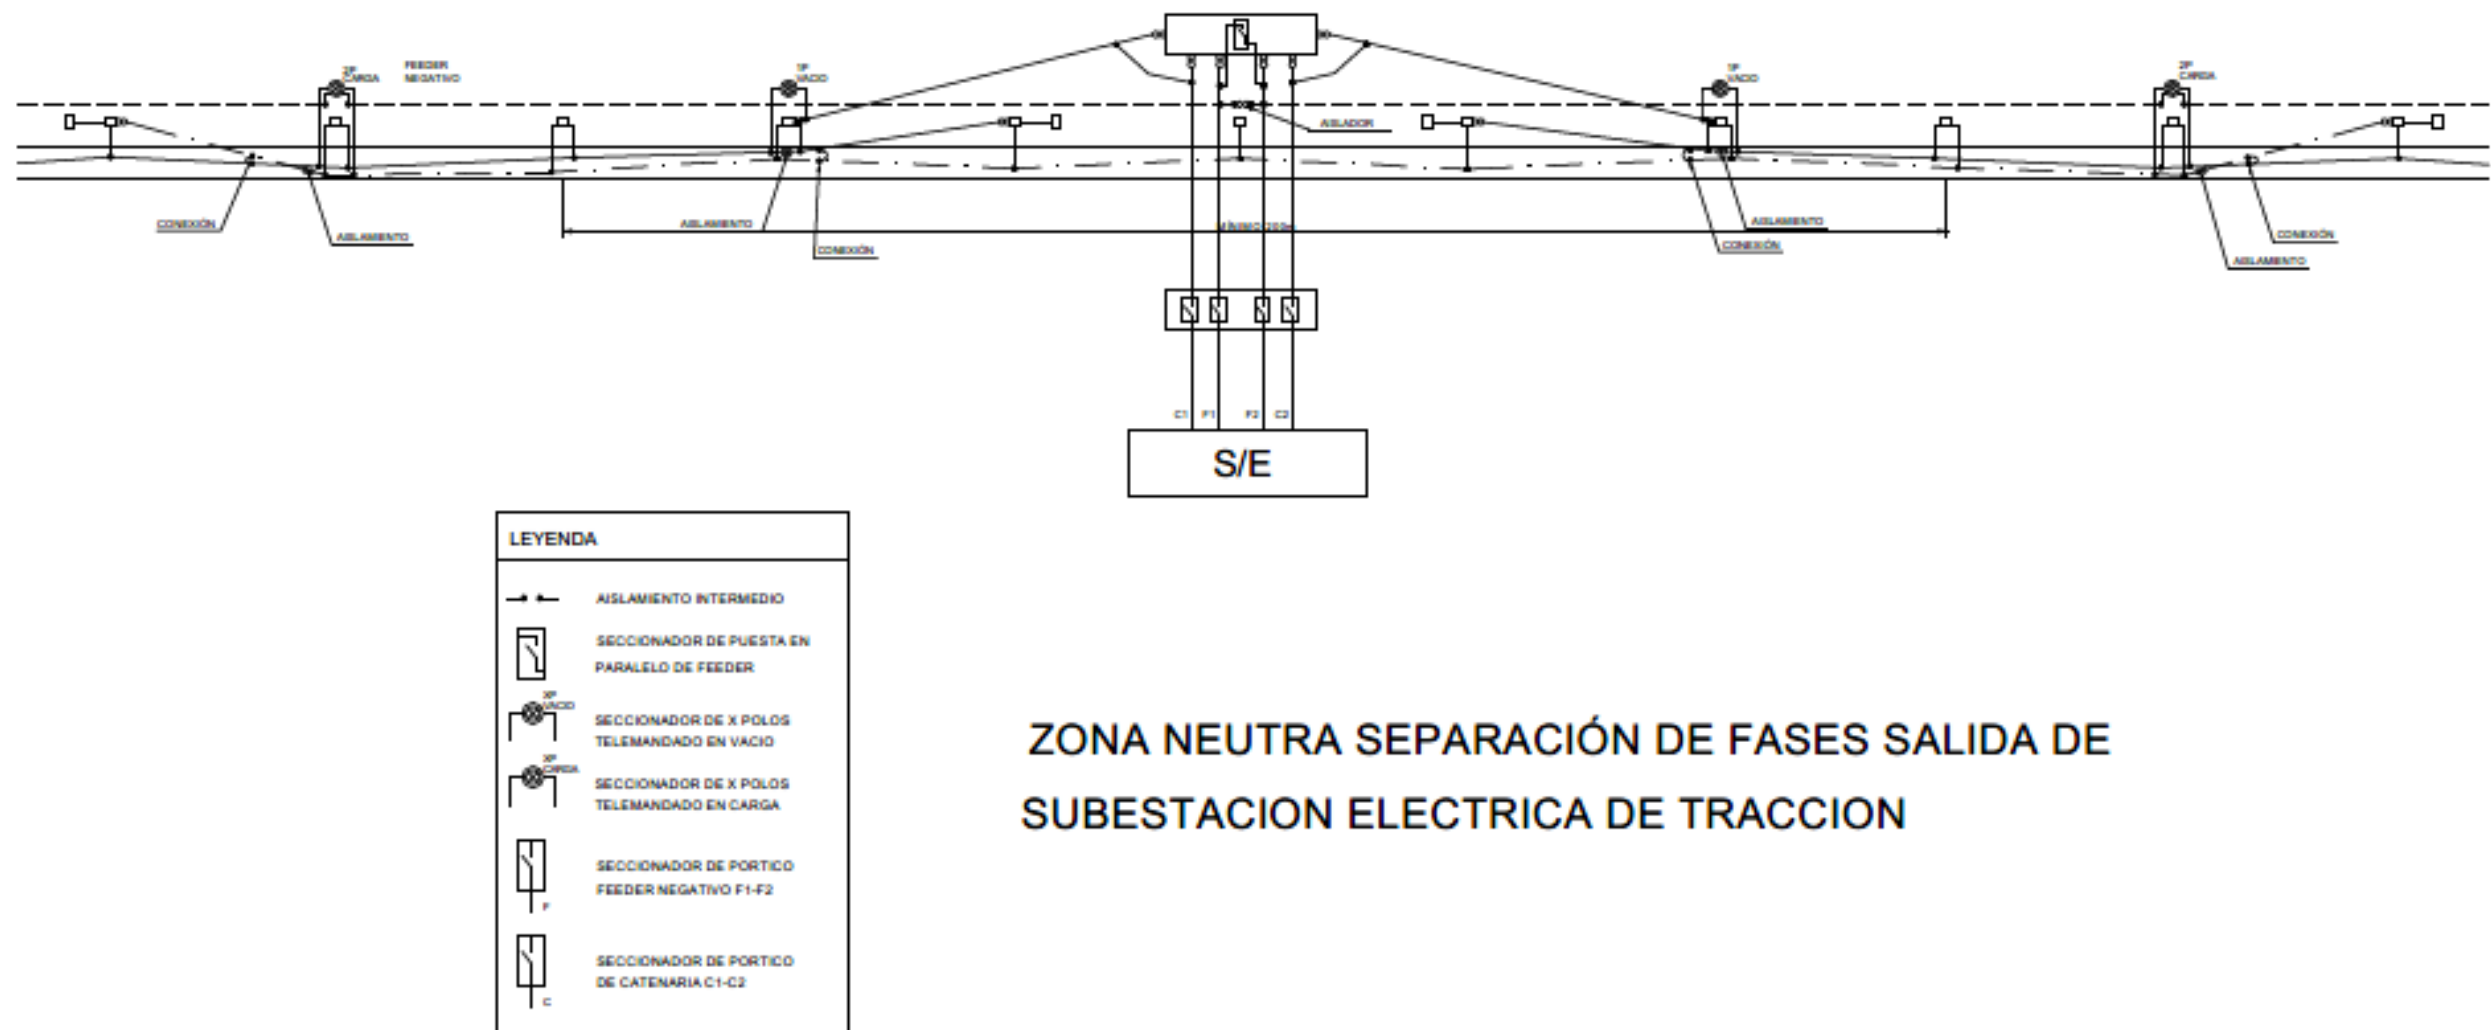 2P
CARGA
FEEDER
NEGATIVO
1P
VACIO
1P
VACIO
2P
CARGA
AISLADOR
CONEXIÓN
AISLAMIENTO
AISLAMIENTO
CONEXIÓN
MÍNIMO 200m
CONEXIÓN
AISLAMIENTO
CONEXIÓN
AISLAMIENTO
C1 F1 F2 C2
S/E
LEYENDA
AISLAMIENTO INTERMEDIO
SECCIONADOR DE PUESTA EN
PARALELO DE FEEDER
XP
VACIO
SECCIONADOR DE X POLOS
TELEMANDADO EN VACIO
XP
CARGA
SECCIONADOR DE X POLOS
TELEMANDADO EN CARGA
SECCIONADOR DE PORTICO
FEEDER NEGATIVO F1-F2
F
SECCIONADOR DE PORTICO
DE CATENARIA C1-C2
C
ZONA NEUTRA SEPARACIÓN DE FASES SALIDA DE
SUBESTACION ELECTRICA DE TRACCION